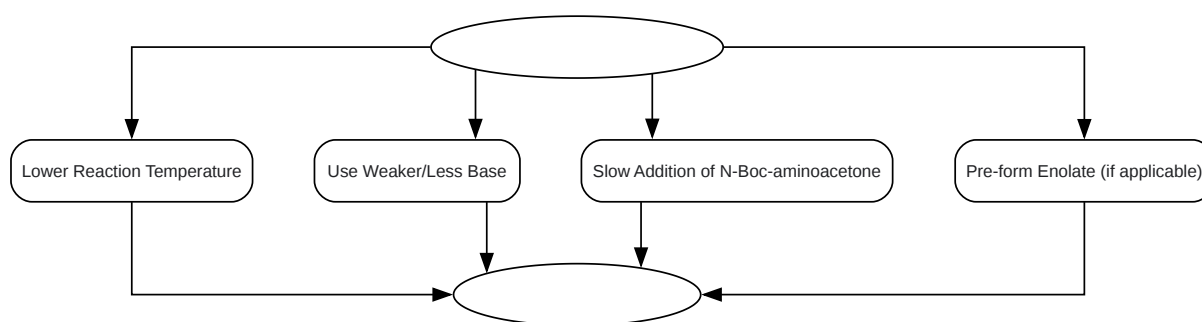 Lower Reaction Temperature
Use Weaker/Less Base
Slow Addition of N-Boc-aminoacetone
Pre-form Enolate (if applicable)